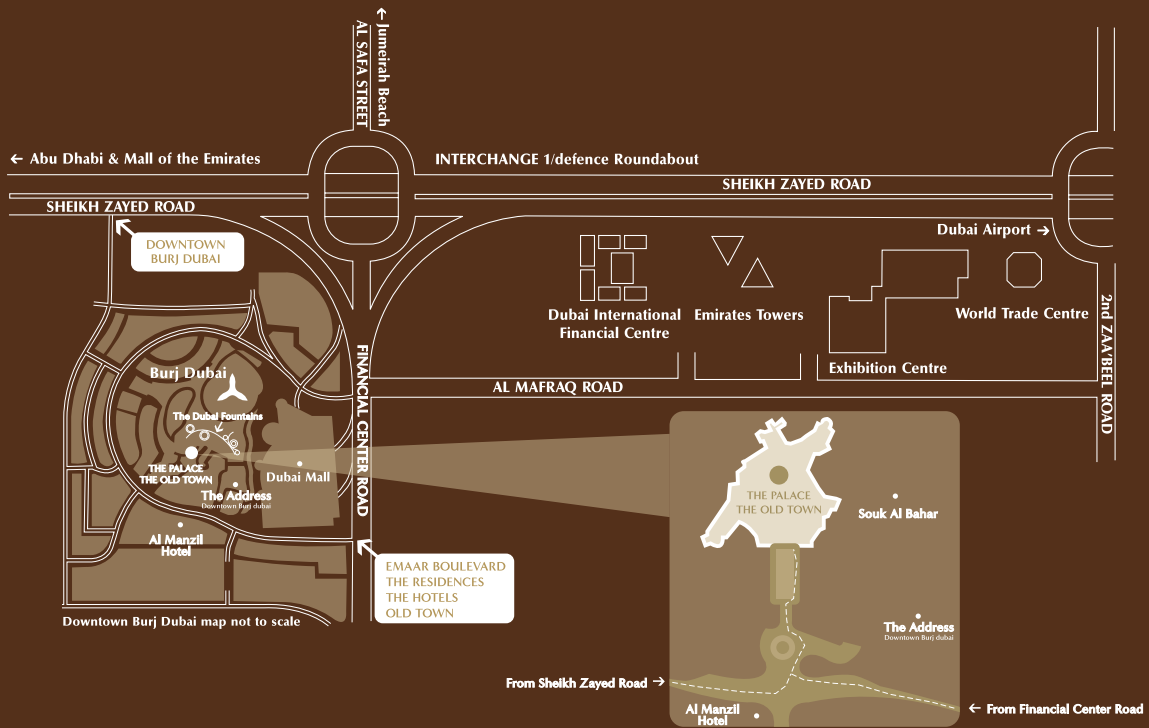 ← Jumeirah Beach
AL SAFA STREET
← Abu Dhabi & Mall of the Emirates
INTERCHANGE 1/defence Roundabout
SHEIKH ZAYED ROAD
SHEIKH ZAYED ROAD
Dubai Airport →
DOWNTOWN
BURJ DUBAI
Dubai International
Financial Centre
Emirates Towers
World Trade Centre
Exhibition Centre
2nd ZAA'BEEL ROAD
AL MAFRAQ ROAD
FINANCIAL CENTER ROAD
Burj Dubai
The Dubai Fountains
THE PALACE
THE OLD TOWN
Dubai Mall
The Address
Downtown Burj dubai
Al Manzil
Hotel
EMAAR BOULEVARD
THE RESIDENCES
THE HOTELS
OLD TOWN
Downtown Burj Dubai map not to scale
THE PALACE
THE OLD TOWN
Souk Al Bahar
The Address
Downtown Burj dubai
From Sheikh Zayed Road →
Al Manzil
Hotel
← From Financial Center Road